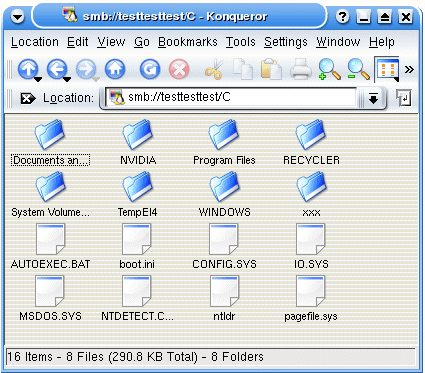 smb://testtesttest/C - Konqueror
Location Edit View Go Bookmarks Tools Settings Window Help
Location: smb://testtesttest/C
Documents an... NVIDIA Program Files RECYCLER
System Volume... TempEI4 WINDOWS xxx
AUTOEXEC.BAT boot.ini CONFIG.SYS IO.SYS
MSDOS.SYS NTDETECT.C... ntldr pagefile.sys
16 Items - 8 Files (290.8 KB Total) - 8 Folders